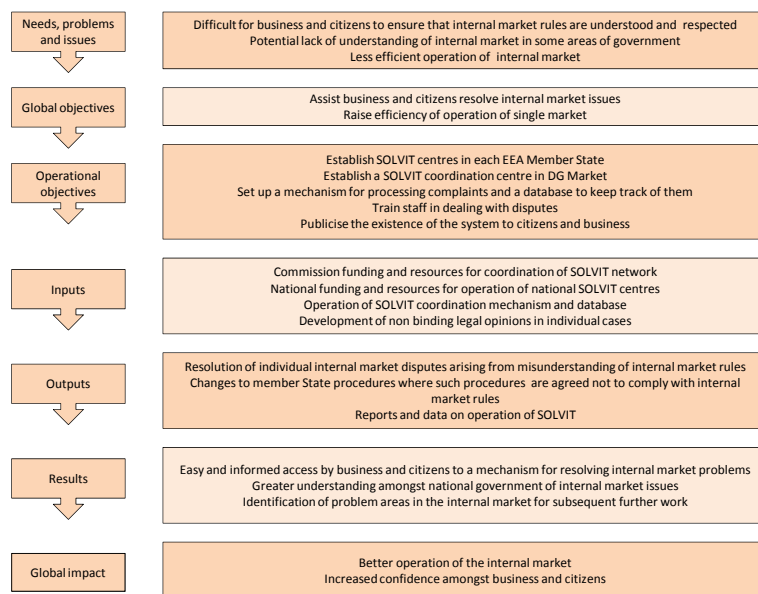 Needs, problems
and issues
Difficult for business and citizens to ensure that internal market rules are understood and respected
Potential lack of understanding of internal market in some areas of government
Less efficient operation of internal market
Global objectives
Assist business and citizens resolve internal market issues
Raise efficiency of operation of single market
Operational
objectives
Establish SOLVIT centres in each EEA Member State
Establish a SOLVIT coordination centre in DG Market
Set up a mechanism for processing complaints and a database to keep track of them
Train staff in dealing with disputes
Publicise the existence of the system to citizens and business
Inputs
Commission funding and resources for coordination of SOLVIT network
National funding and resources for operation of national SOLVIT centres
Operation of SOLVIT coordination mechanism and database
Development of non binding legal opinions in individual cases
Outputs
Resolution of individual internal market disputes arising from misunderstanding of internal market rules
Changes to member State procedures where such procedures are agreed not to comply with internal
market rules
Reports and data on operation of SOLVIT
Results
Easy and informed access by business and citizens to a mechanism for resolving internal market problems
Greater understanding amongst national government of internal market issues
Identification of problem areas in the internal market for subsequent further work
Global impact
Better operation of the internal market
Increased confidence amongst business and citizens